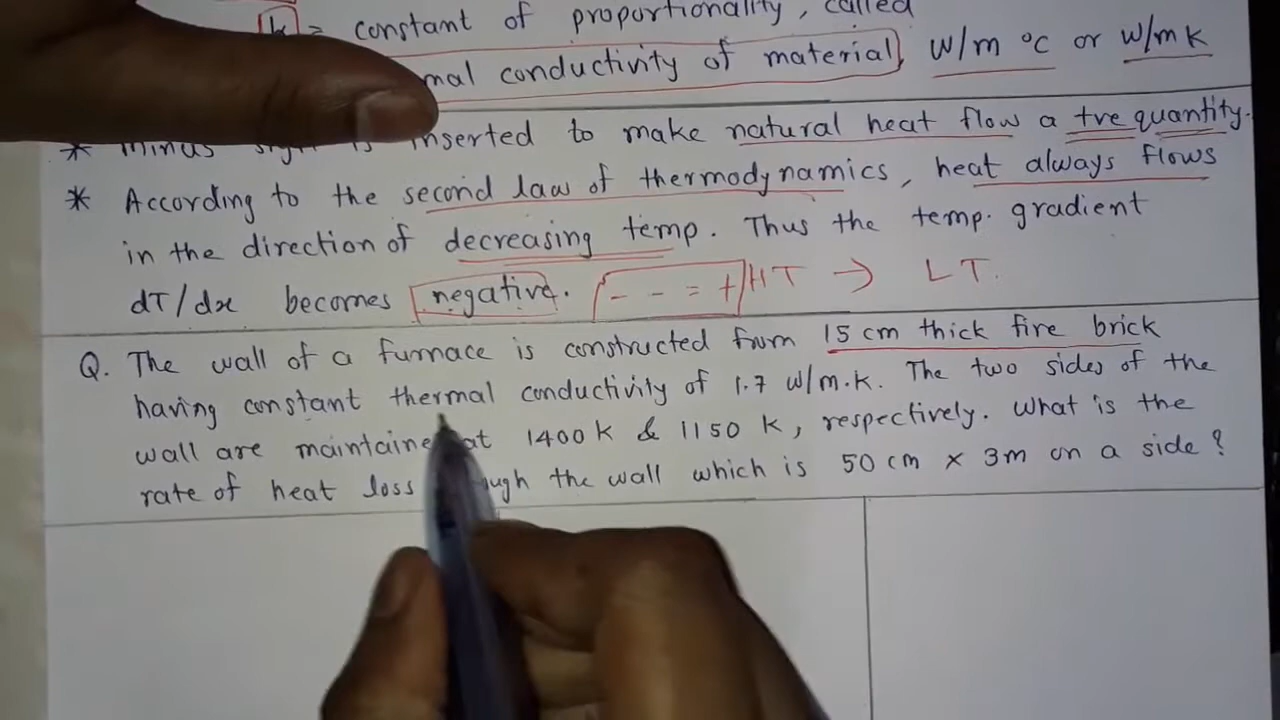 = constant of proportionality, called
mal conductivity of material, W/m °C or W/mK
* is inserted to make natural heat flow a +ve quantity.
* According to the second law of thermodynamics, heat always flows
in the direction of decreasing temp. Thus the temp. gradient
dT/dx becomes negative. - - = + HT → LT.
Q. The wall of a furnace is constructed from 15 cm thick fire brick
having constant thermal conductivity of 1.7 W/m.K. The two sides of the
wall are maintaine at 1400 K & 1150 K, respectively. What is the
rate of heat loss ugh the wall which is 50 cm x 3m on a side?